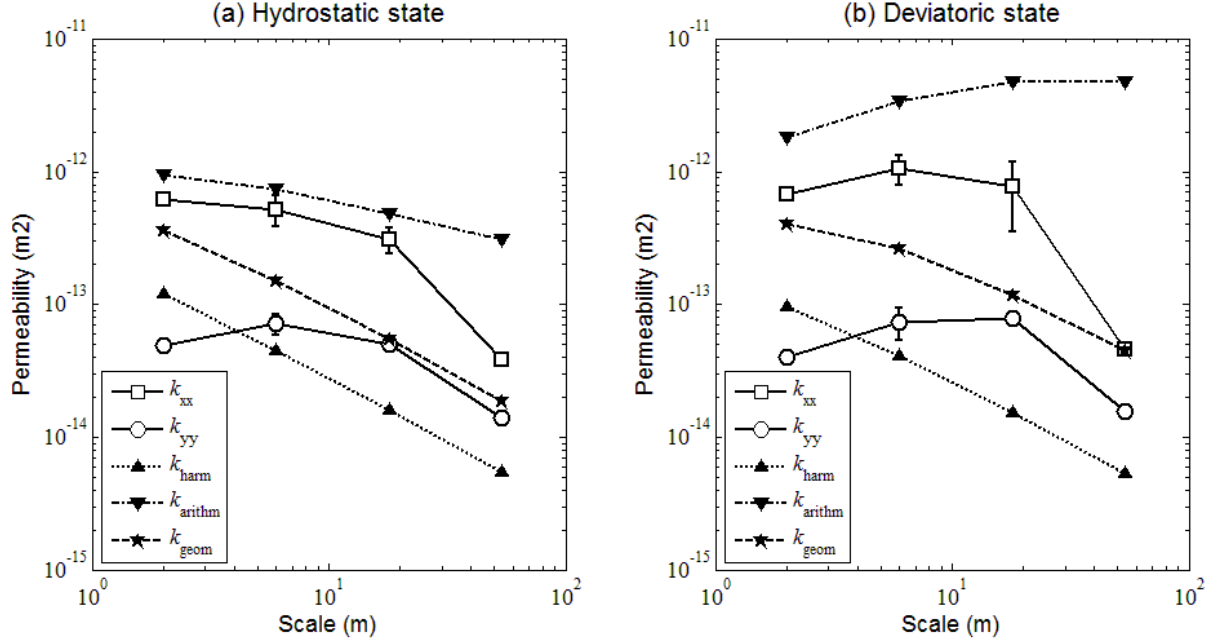 (a) Hydrostatic state
10-11
10-12
10-13
10-14
10-15
Permeability (m2)
kxx
kyy
kharm
karithm
kgeom
100
101
102
Scale (m)
(b) Deviatoric state
10-11
10-12
10-13
10-14
10-15
Permeability (m2)
kxx
kyy
kharm
karithm
kgeom
100
101
102
Scale (m)